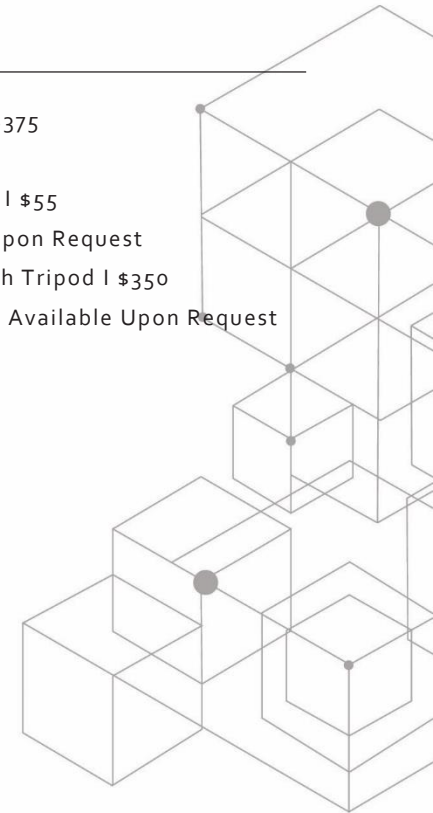 375
I $55
pon Request
h Tripod I $350
Available Upon Request